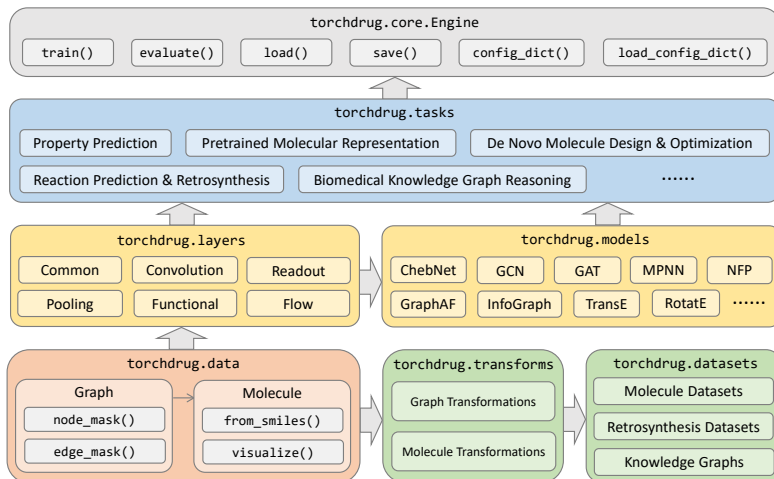 torchdrug.core.Engine
train() evaluate() load() save() config_dict() load_config_dict()
torchdrug.tasks
Property Prediction Pretrained Molecular Representation De Novo Molecule Design & Optimization
Reaction Prediction & Retrosynthesis Biomedical Knowledge Graph Reasoning ······
torchdrug.layers
Common Convolution Readout
Pooling Functional Flow
torchdrug.models
ChebNet GCN GAT MPNN NFP
GraphAF InfoGraph TransE RotatE ······
torchdrug.data
Graph
node_mask()
edge_mask()
Molecule
from_smiles()
visualize()
torchdrug.transforms
Graph Transformations
Molecule Transformations
torchdrug.datasets
Molecule Datasets
Retrosynthesis Datasets
Knowledge Graphs